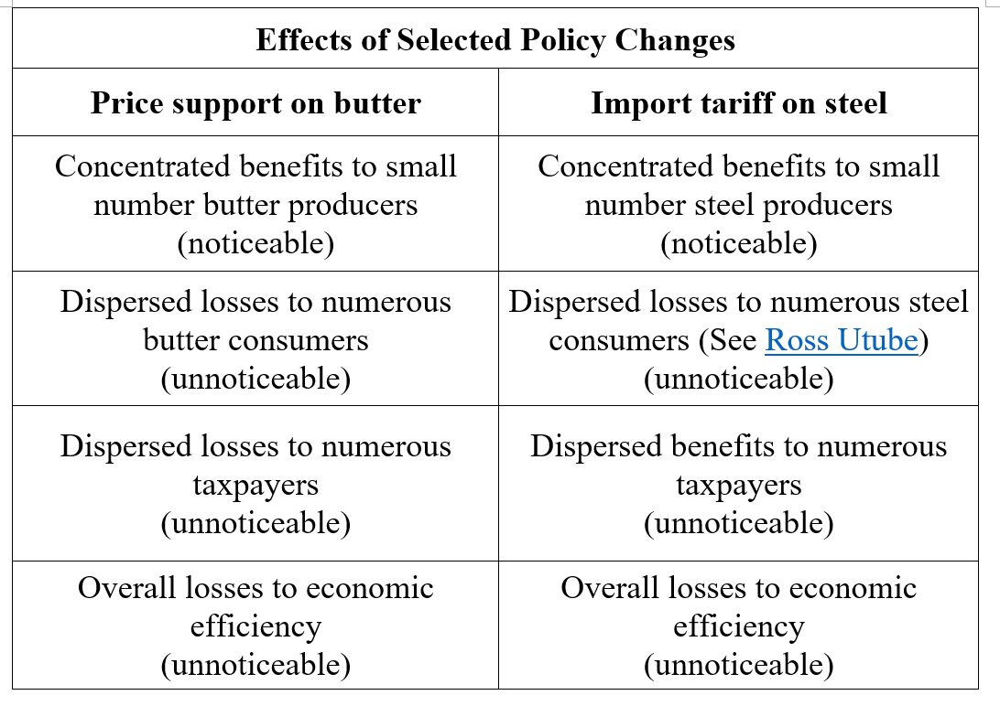 Effects of Selected Policy Changes
Price support on butter
Import tariff on steel
Concentrated benefits to small
number butter producers
(noticeable)
Concentrated benefits to small
number steel producers
(noticeable)
Dispersed losses to numerous
butter consumers
(unnoticeable)
Dispersed losses to numerous steel
consumers (See Ross Utube)
(unnoticeable)
Dispersed losses to numerous
taxpayers
(unnoticeable)
Dispersed benefits to numerous
taxpayers
(unnoticeable)
Overall losses to economic
efficiency
(unnoticeable)
Overall losses to economic
efficiency
(unnoticeable)